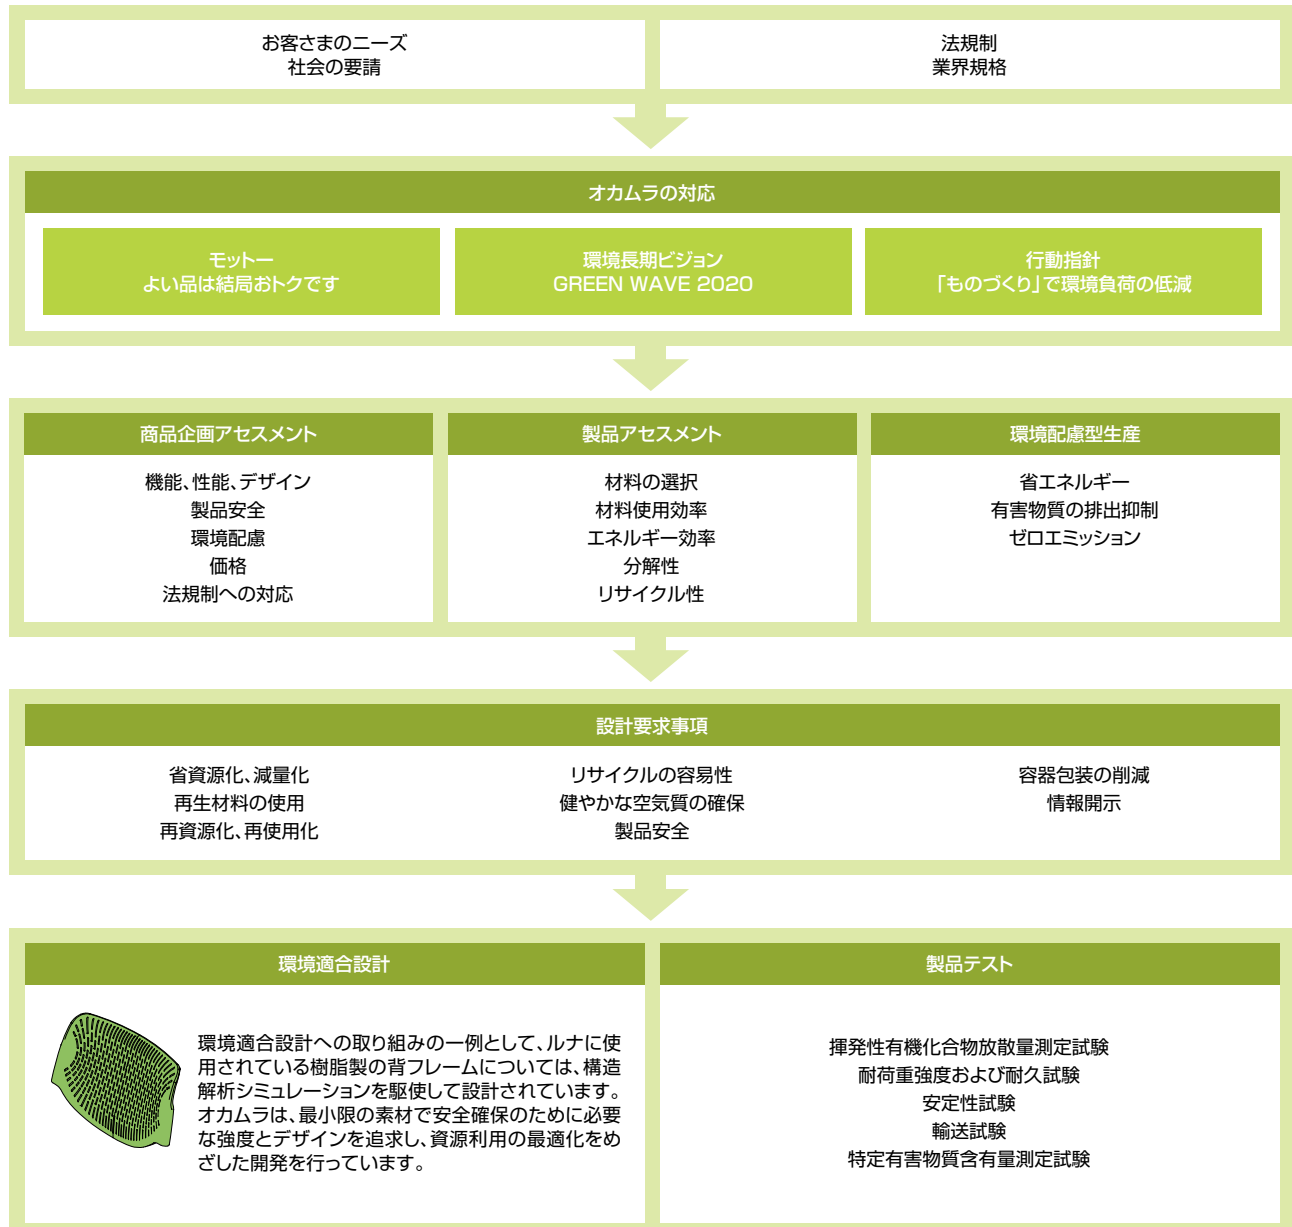 お客さまのニーズ
社会の要請
法規制
業界規格
オカムラの対応
モットー
よい品は結局おトクです
環境長期ビジョン
GREEN WAVE 2020
行動指針
「ものづくり」で環境負荷の低減
商品企画アセスメント
機能、性能、デザイン
製品安全
環境配慮
価格
法規制への対応
製品アセスメント
材料の選択
材料使用効率
エネルギー効率
分解性
リサイクル性
環境配慮型生産
省エネルギー
有害物質の排出抑制
ゼロエミッション
設計要求事項
省資源化、減量化
再生材料の使用
再資源化、再使用化
リサイクルの容易性
健やかな空気質の確保
製品安全
容器包装の削減
情報開示
環境適合設計
環境適合設計への取り組みの一例として、ルナに使
用されている樹脂製の背フレームについては、構造
解析シミュレーションを駆使して設計されています。
オカムラは、最小限の素材で安全確保のために必要
な強度とデザインを追求し、資源利用の最適化をめ
ざした開発を行っています。
製品テスト
揮発性有機化合物放散量測定試験
耐荷重強度および耐久試験
安定性試験
輸送試験
特定有害物質含有量測定試験